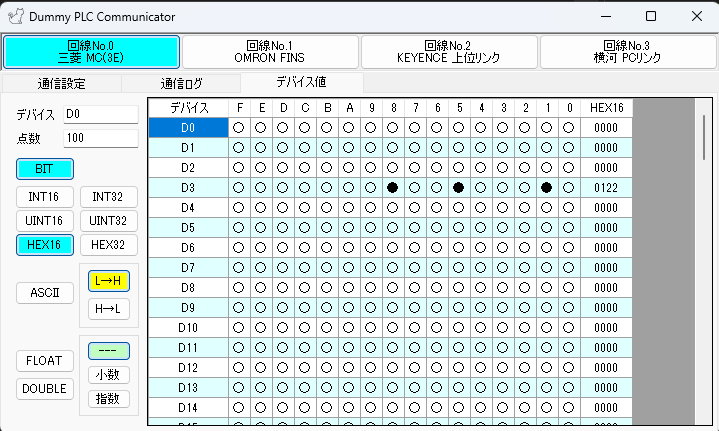 Dummy PLC Communicator
回線No.0
三菱 MC(3E)
回線No.1
OMRON FINS
回線No.2
KEYENCE 上位リンク
回線No.3
横河 PCリンク
通信設定
通信ログ
デバイス値
デバイス D0
点数 100
BIT
INT16 INT32
UINT16 UINT32
HEX16 HEX32
ASCII
L→H
H→L
FLOAT
DOUBLE
---
小数
指数
デバイス F E D C B A 9 8 7 6 5 4 3 2 1 0 HEX16
D0 0000
D1 0000
D2 0000
D3 0122
D4 0000
D5 0000
D6 0000
D7 0000
D8 0000
D9 0000
D10 0000
D11 0000
D12 0000
D13 0000
D14 0000